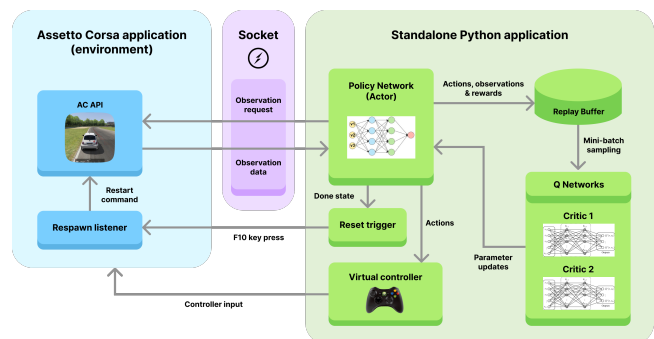 Assetto Corsa application
(environment)
Socket
Standalone Python application
AC API
Observation
request
Observation
data
Policy Network
(Actor)
Actions, observations
& rewards
Replay Buffer
Mini-batch
sampling
Q Networks
Critic 1
Critic 2
Parameter
updates
Restart
command
Respawn listener
Done state
Reset trigger
Actions
F10 key press
Virtual controller
Controller input